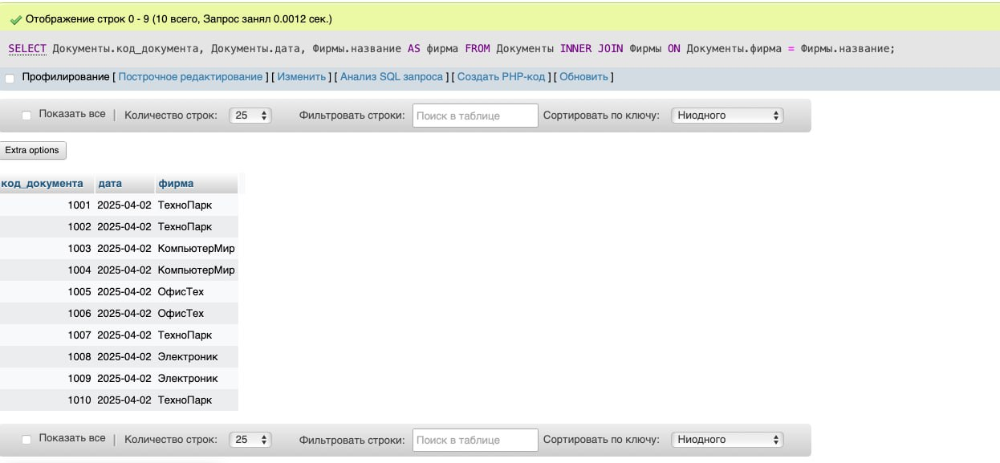 Отображение строк 0 - 9 (10 всего, Запрос занял 0.0012 сек.)
SELECT Документы.код_документа, Документы.дата, Фирмы.название AS фирма FROM Документы INNER JOIN Фирмы ON Документы.фирма = Фирмы.название;
Профилирование [ Построчное редактирование ] [ Изменить ] [ Анализ SQL запроса ] [ Создать PHP-код ] [ Обновить ]
Показать все | Количество строк: 25 Фильтровать строки: Поиск в таблице Сортировать по ключу: Ниодного
Extra options
код_документа дата фирма
1001 2025-04-02 ТехноПарк
1002 2025-04-02 ТехноПарк
1003 2025-04-02 КомпьютерМир
1004 2025-04-02 КомпьютерМир
1005 2025-04-02 ОфисТех
1006 2025-04-02 ОфисТех
1007 2025-04-02 ТехноПарк
1008 2025-04-02 Электроник
1009 2025-04-02 Электроник
1010 2025-04-02 ТехноПарк
Показать все | Количество строк: 25 Фильтровать строки: Поиск в таблице Сортировать по ключу: Ниодного